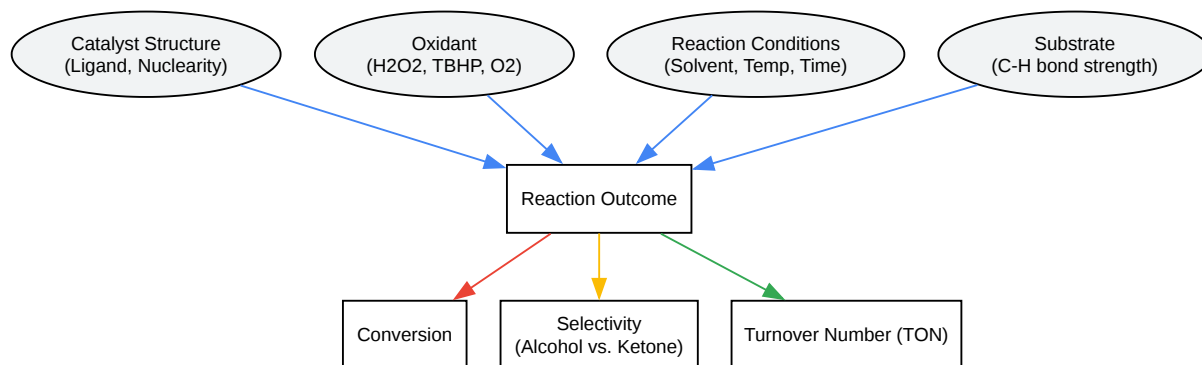 Catalyst Structure
(Ligand, Nuclearity)
Oxidant
(H2O2, TBHP, O2)
Reaction Conditions
(Solvent, Temp, Time)
Substrate
(C-H bond strength)
Reaction Outcome
Conversion
Selectivity
(Alcohol vs. Ketone)
Turnover Number (TON)